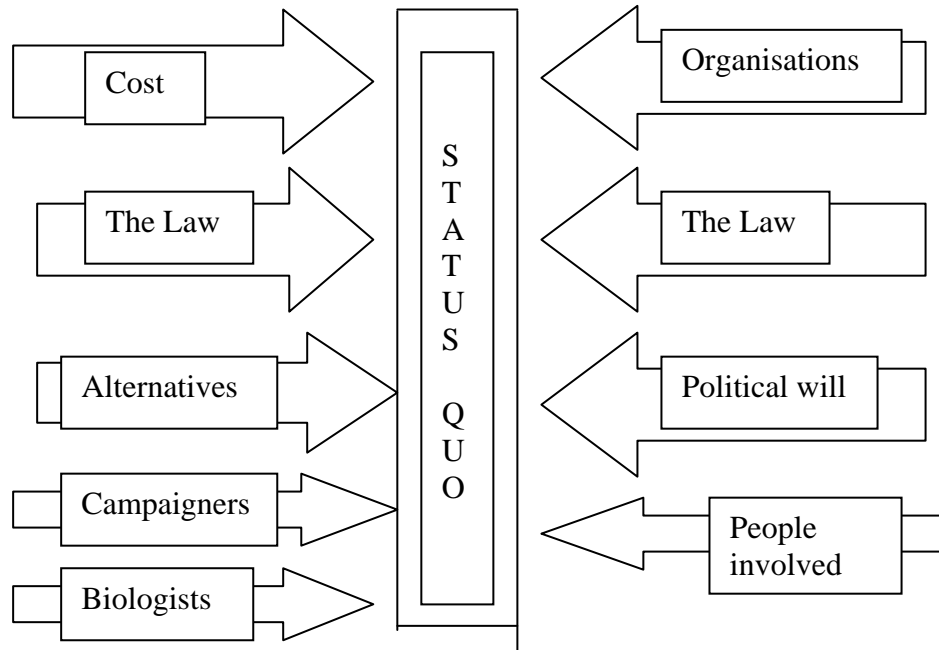 Cost
Organisations
The Law
The Law
Alternatives
Political will
Campaigners
People
involved
Biologists
S
T
A
T
U
S
Q
U
O